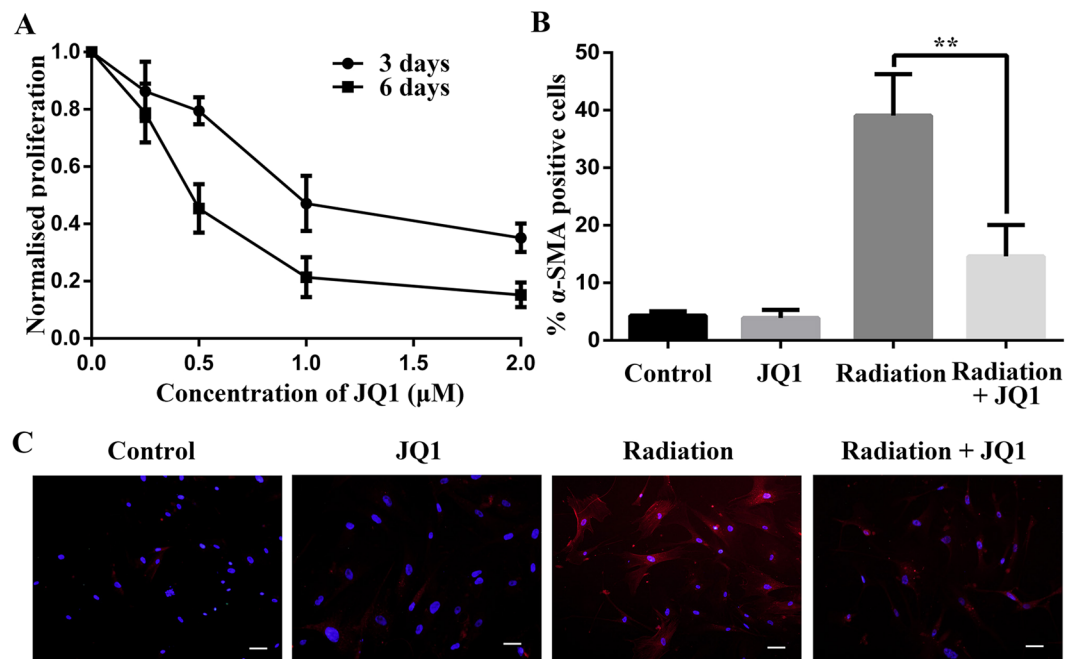 A
Normalised proliferation
1.0
0.8
0.6
0.4
0.2
0.0
0.0
0.5
1.0
1.5
2.0
Concentration of JQ1 (μM)
3 days
6 days
B
% α-SMA positive cells
50
40
30
20
10
0
**
Control
JQ1
Radiation
Radiation
+ JQ1
C
Control
JQ1
Radiation
Radiation + JQ1